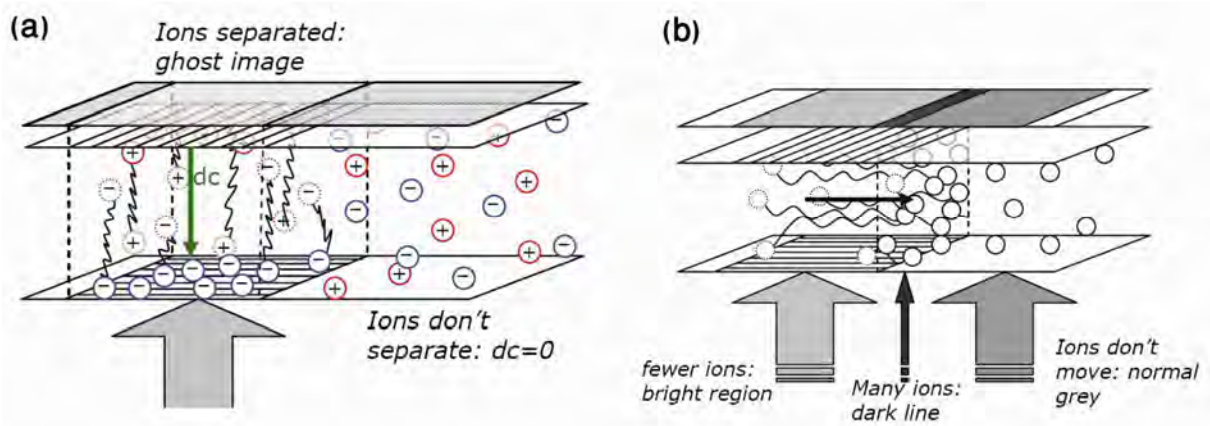 (a)
Ions separated:
ghost image
dc
Ions don't
separate: dc=0
(b)
fewer ions:
bright region
Many ions:
dark line
Ions don't
move: normal
grey